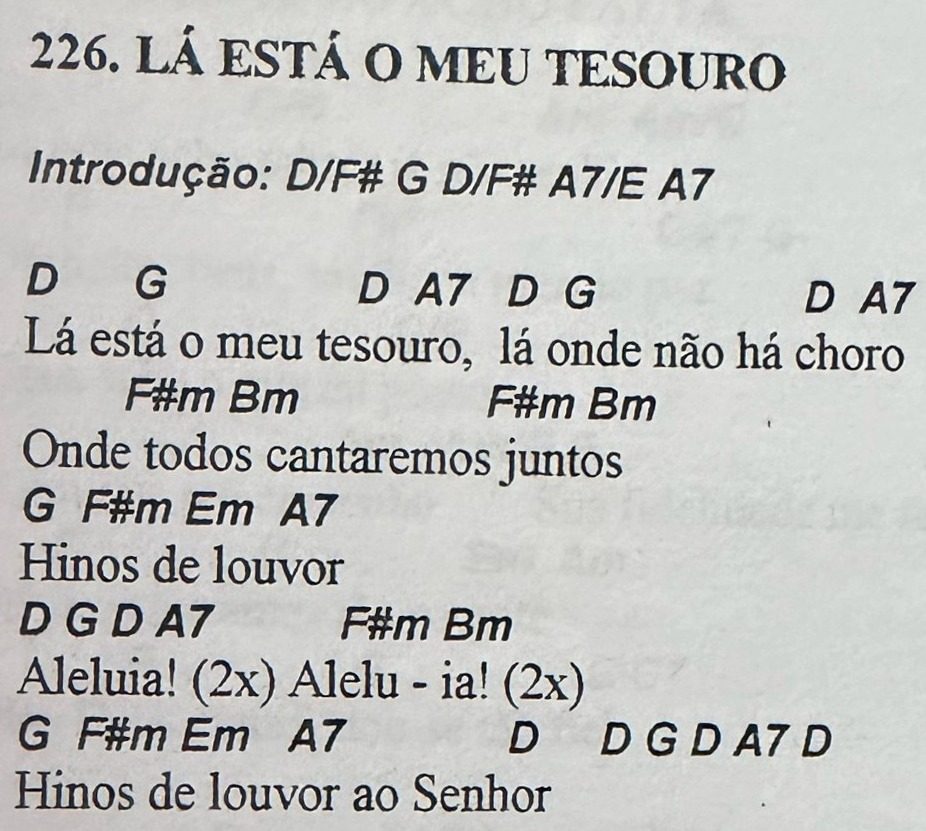 226. LÁ ESTÁ O MEU TESOURO
Introdução: D/F# G D/F# A7/E A7
D G D A7 D G D A7
Lá está o meu tesouro, lá onde não há choro
F#m Bm F#m Bm
Onde todos cantaremos juntos
G F#m Em A7
Hinos de louvor
D G D A7 F#m Bm
Aleluia! (2x) Alelu - ia! (2x)
G F#m Em A7 D D G D A7 D
Hinos de louvor ao Senhor